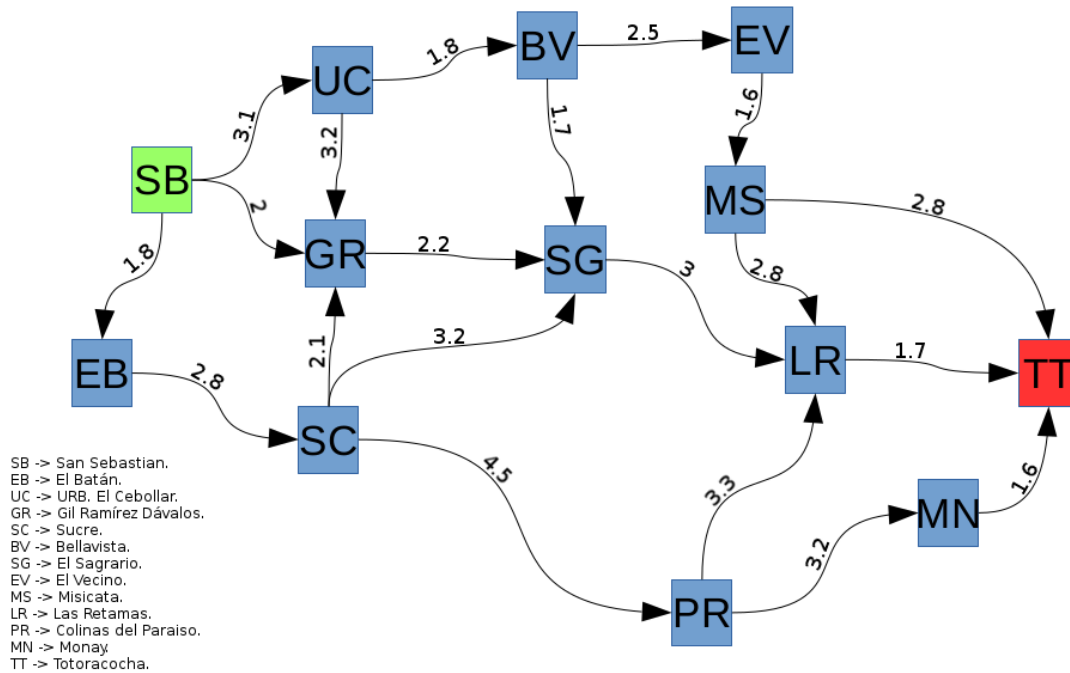 BV
2.5
EV
1.8
UC
3.1
1.7
1.6
3.2
SB
2
MS
2.8
1.8
GR
2.2
SG
3
2.8
2.1
3.2
LR
1.7
TT
EB
2.8
SC
4.5
3.3
1.6
MN
3.2
PR
SB -> San Sebastian.
EB -> El Batán.
UC -> URB. El Cebollar.
GR -> Gil Ramírez Dávalos.
SC -> Sucre.
BV -> Bellavista.
SG -> El Sagrario.
EV -> El Vecino.
MS -> Misicata.
LR -> Las Retamas.
PR -> Colinas del Paraiso.
MN -> Monay.
TT -> Totoracocha.